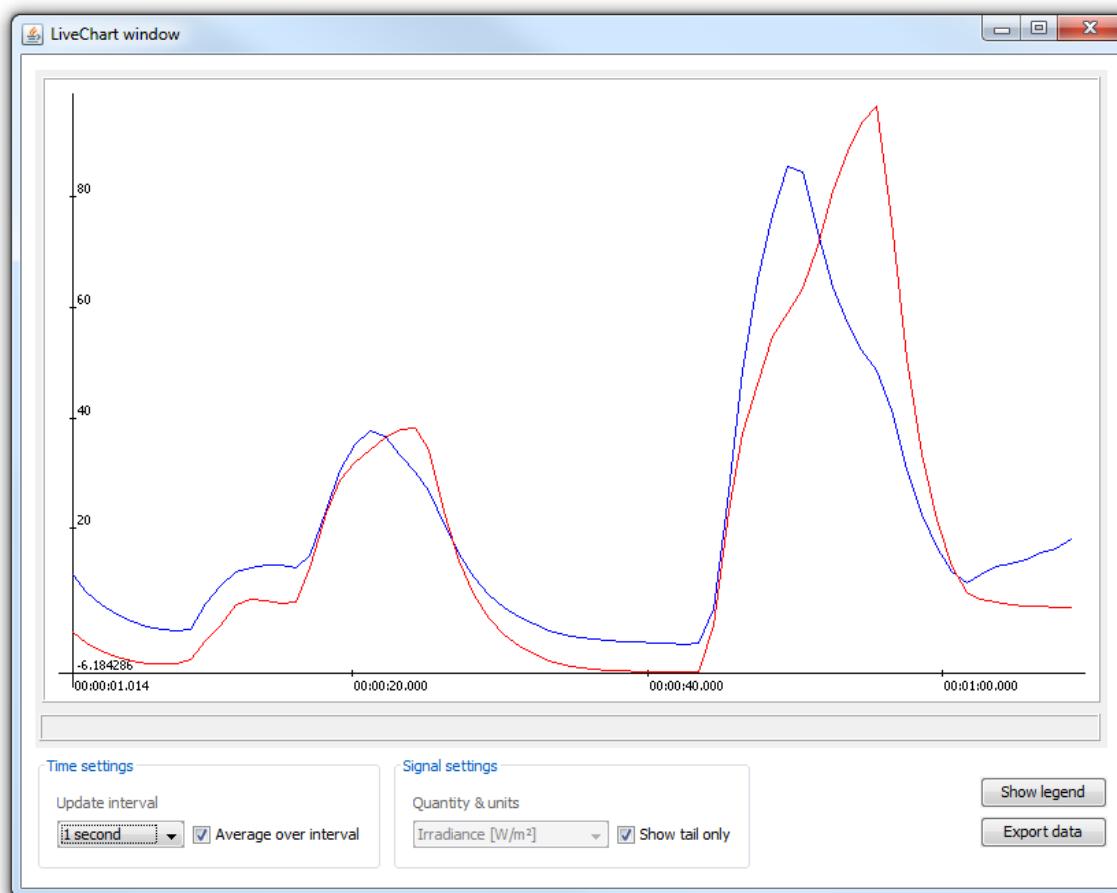 LiveChart window
80
60
40
20
-6.184286
00:00:01.014 00:00:20.000 00:00:40.000 00:01:00.000
Time settings
Update interval
1 second
Average over interval
Signal settings
Quantity & units
Irradiance [W/m²]
Show tail only
Show legend
Export data